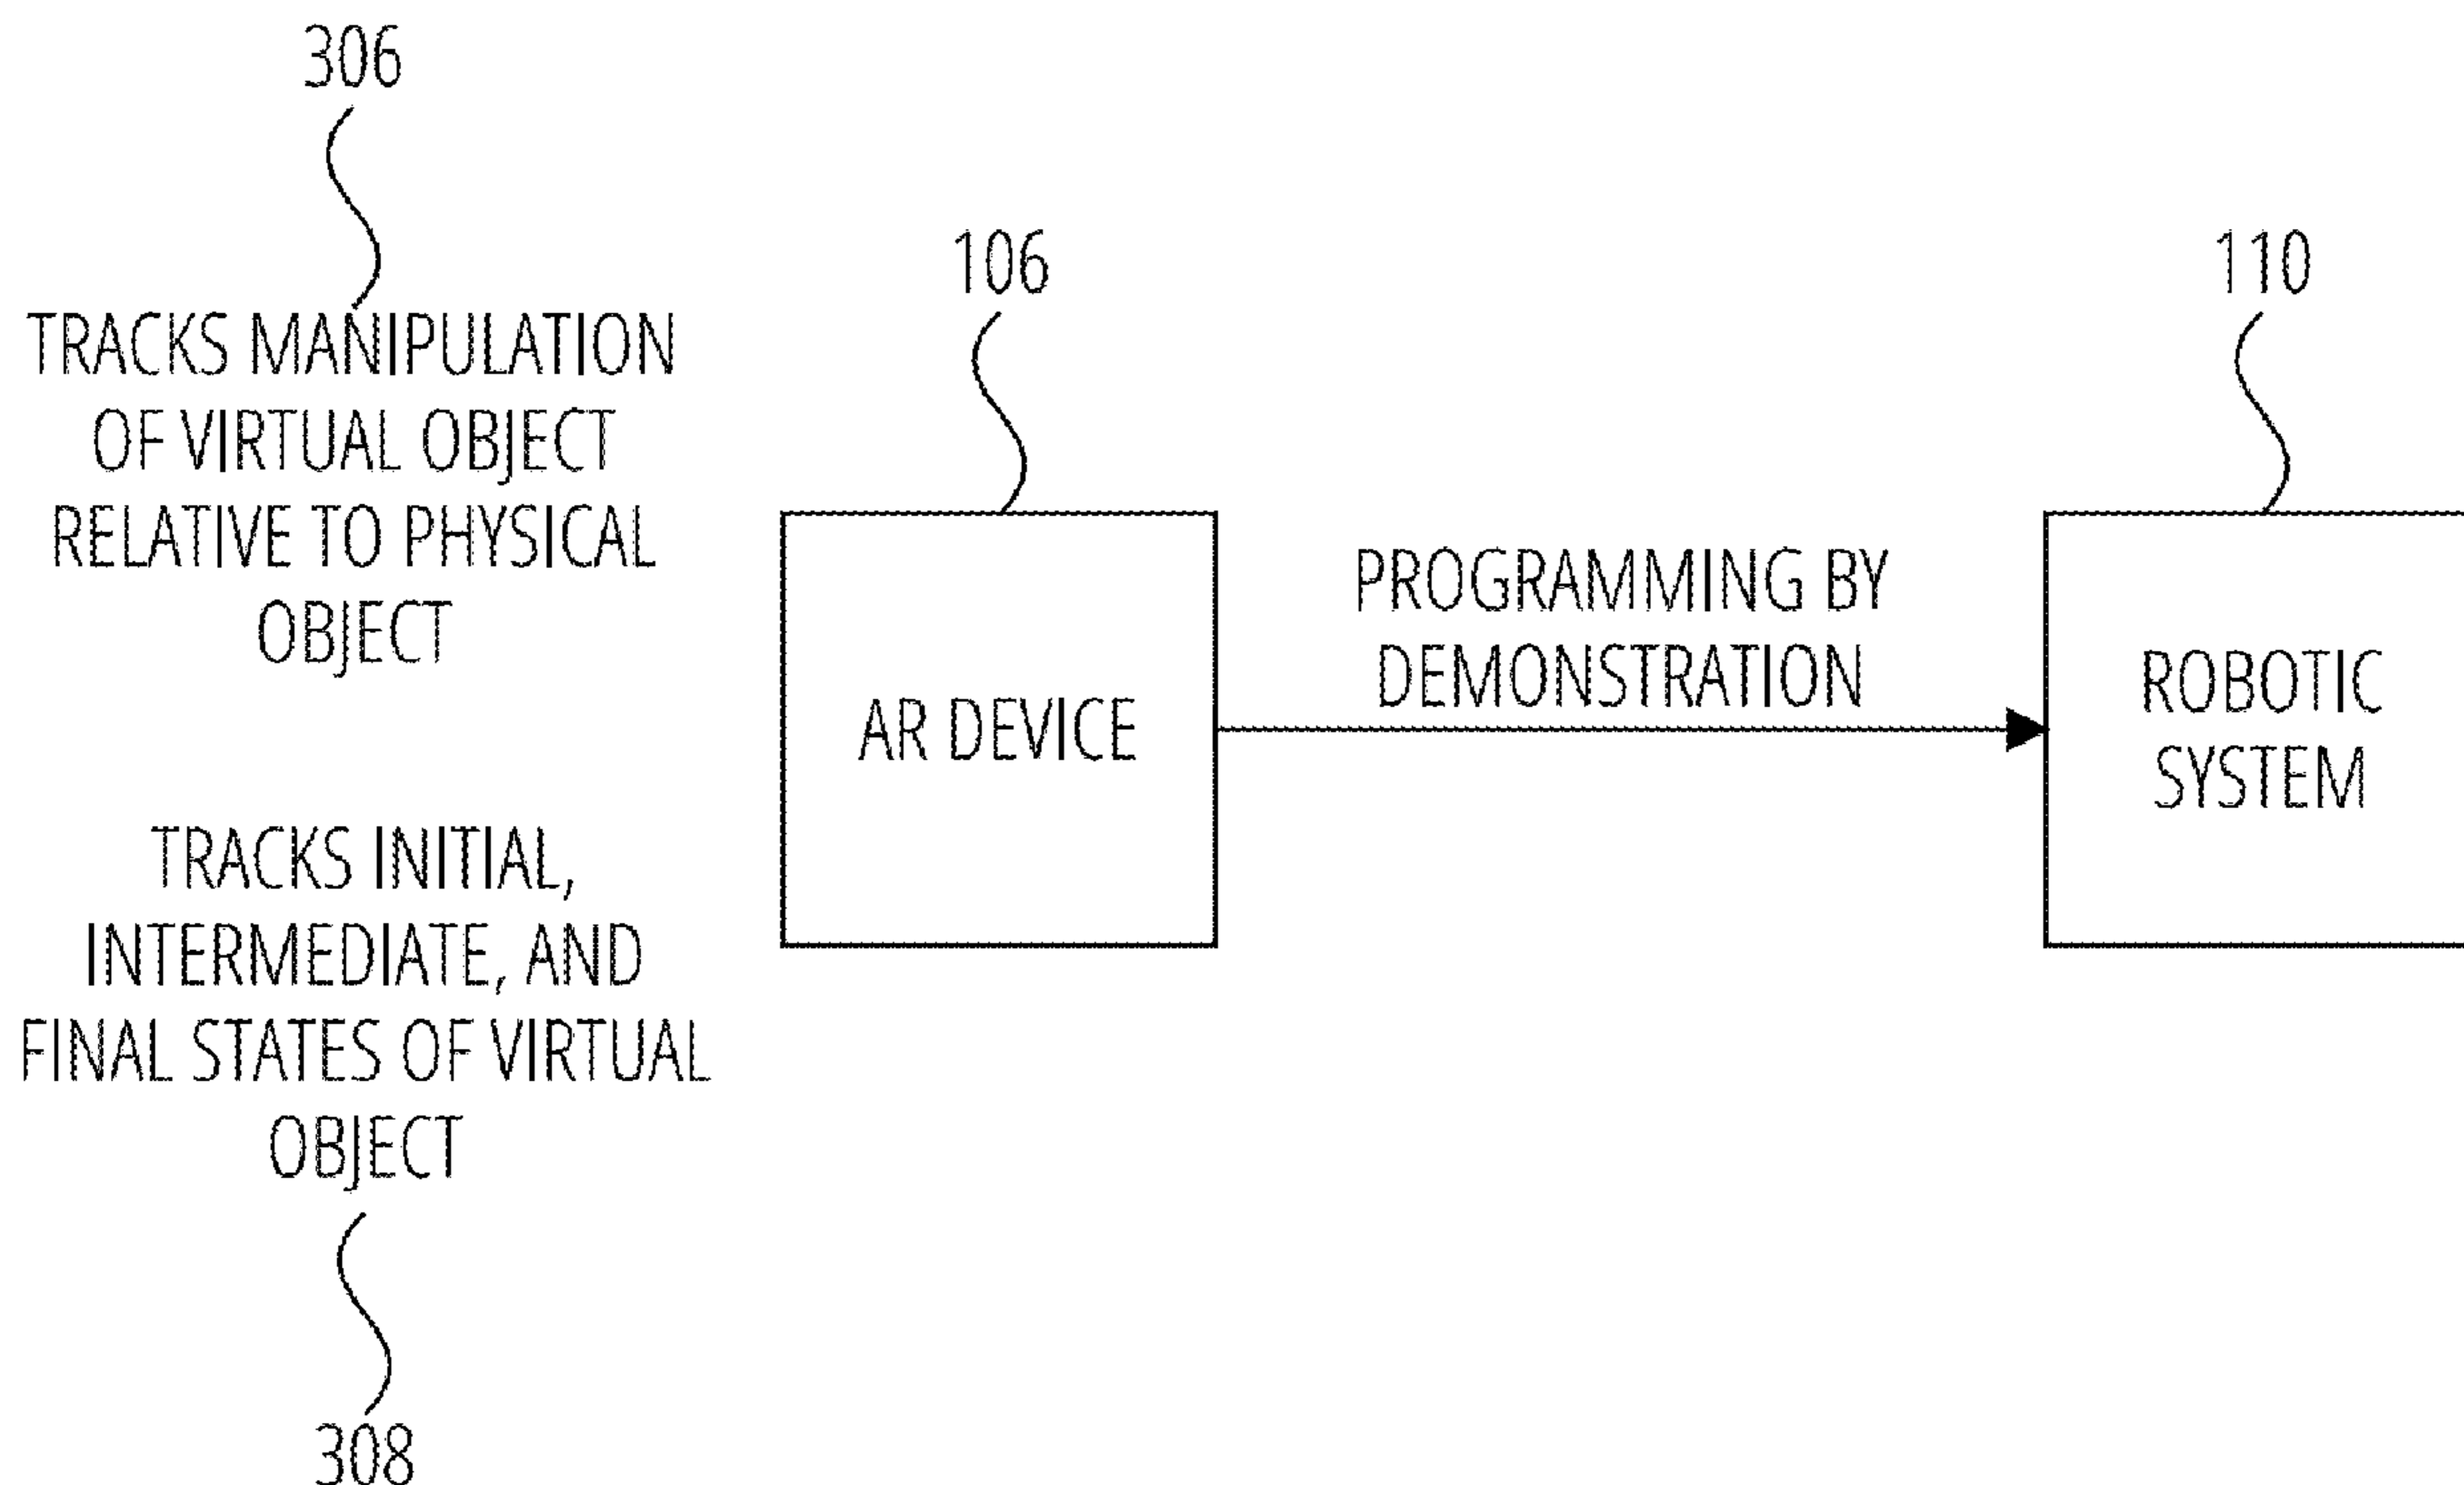 306
TRACKS MANIPULATION
OF VIRTUAL OBJECT
RELATIVE TO PHYSICAL
OBJECT
TRACKS INITIAL,
INTERMEDIATE, AND
FINAL STATES OF VIRTUAL
OBJECT
308
106
AR DEVICE
PROGRAMMING BY
DEMONSTRATION
110
ROBOTIC
SYSTEM